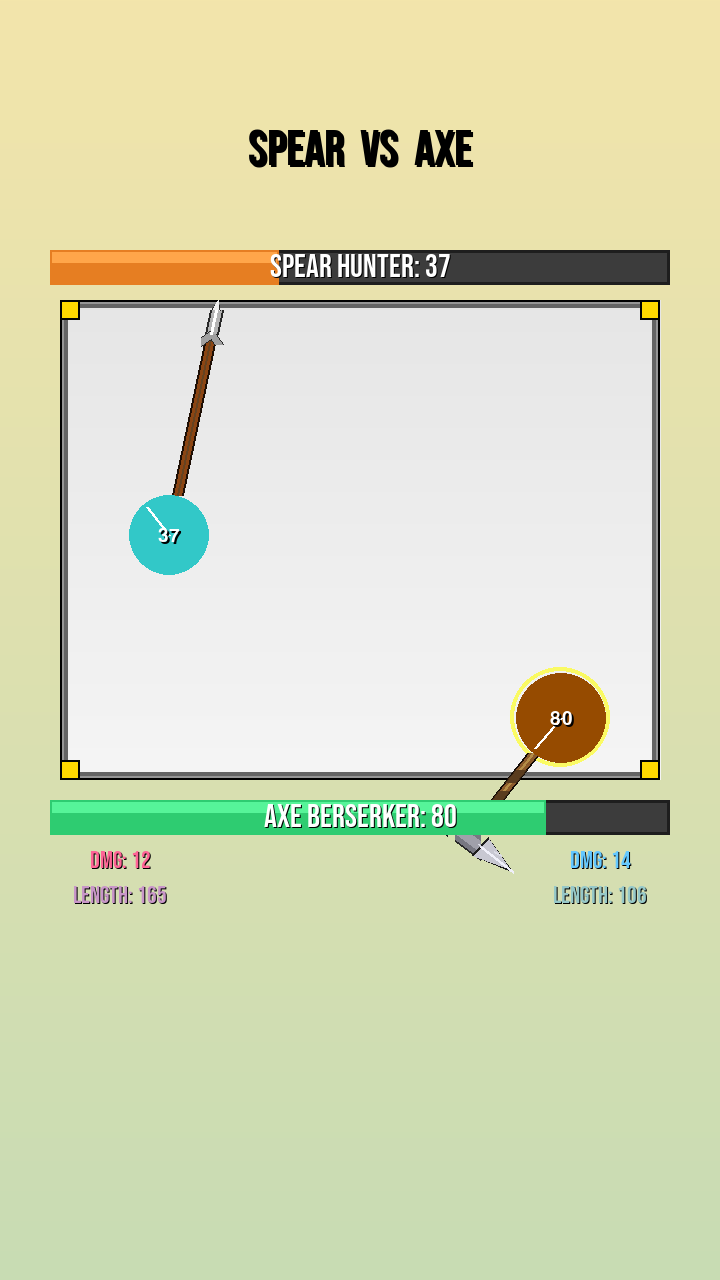 SPEAR VS AXE
SPEAR HUNTER: 37
37
80
AXE BERSERKER: 80
DMG: 12
DMG: 14
LENGTH: 165
LENGTH: 106